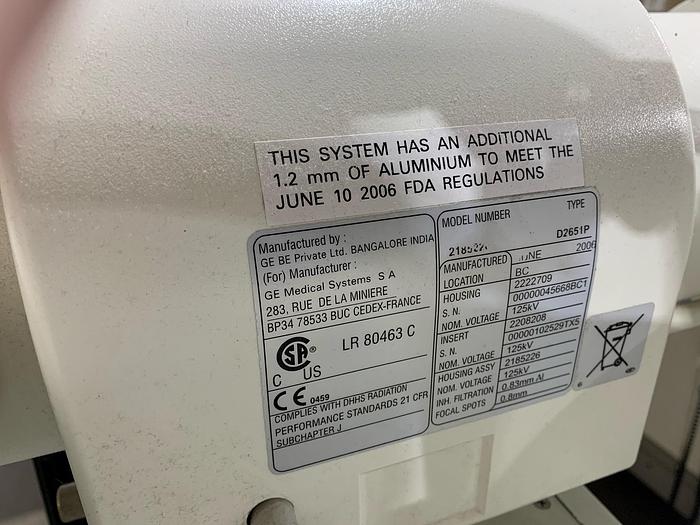 THIS SYSTEM HAS AN ADDITIONAL
1.2 mm OF ALUMINIUM TO MEET THE
JUNE 10 2006 FDA REGULATIONS
Manufactured by :
GE BE Private Ltd. BANGALORE INDIA
(For) Manufacturer :
GE Medical Systems S A
283, RUE DE LA MINIERE
BP34 78533 BUC CEDEX-FRANCE
CSA ®
C US
LR 80463 C
CE 0459
COMPLIES WITH DHHS RADIATION
PERFORMANCE STANDARDS 21 CFR
SUBCHAPTER J
MODEL NUMBER TYPE
D2651P
MANUFACTURED 2006
LOCATION BC
HOUSING 2222709
S. N. 00000045668BC1
NOM. VOLTAGE 125kV
INSERT 2208208
S. N. 00000102529TX5
NOM. VOLTAGE 125kV
HOUSING ASSY 2185226
NOM. VOLTAGE 125kV
INH. FILTRATION 0.83mm Al
FOCAL SPOTS 0.8mm